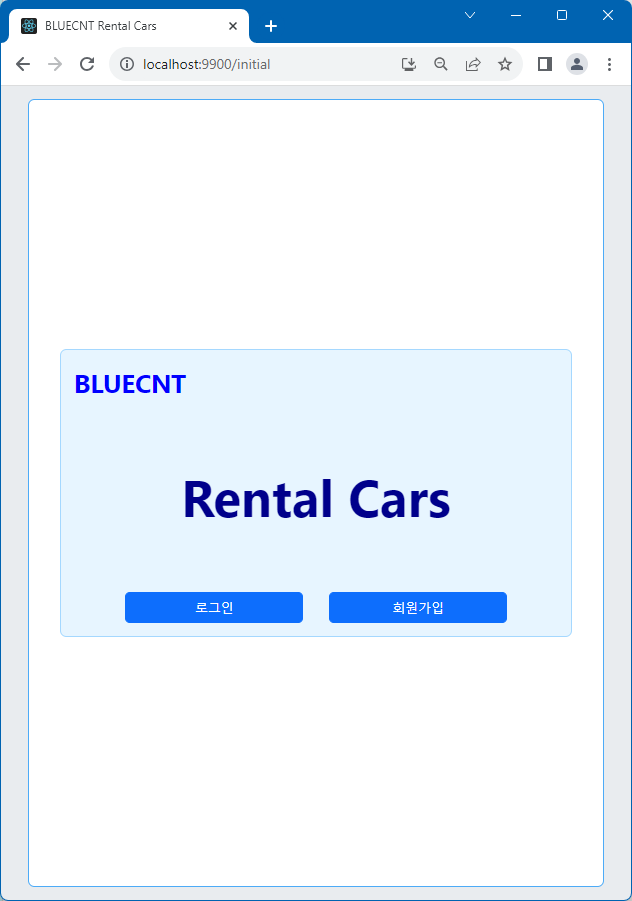 BLUECNT Rental Cars
localhost:9900/initial
BLUECNT
Rental Cars
로그인 회원가입